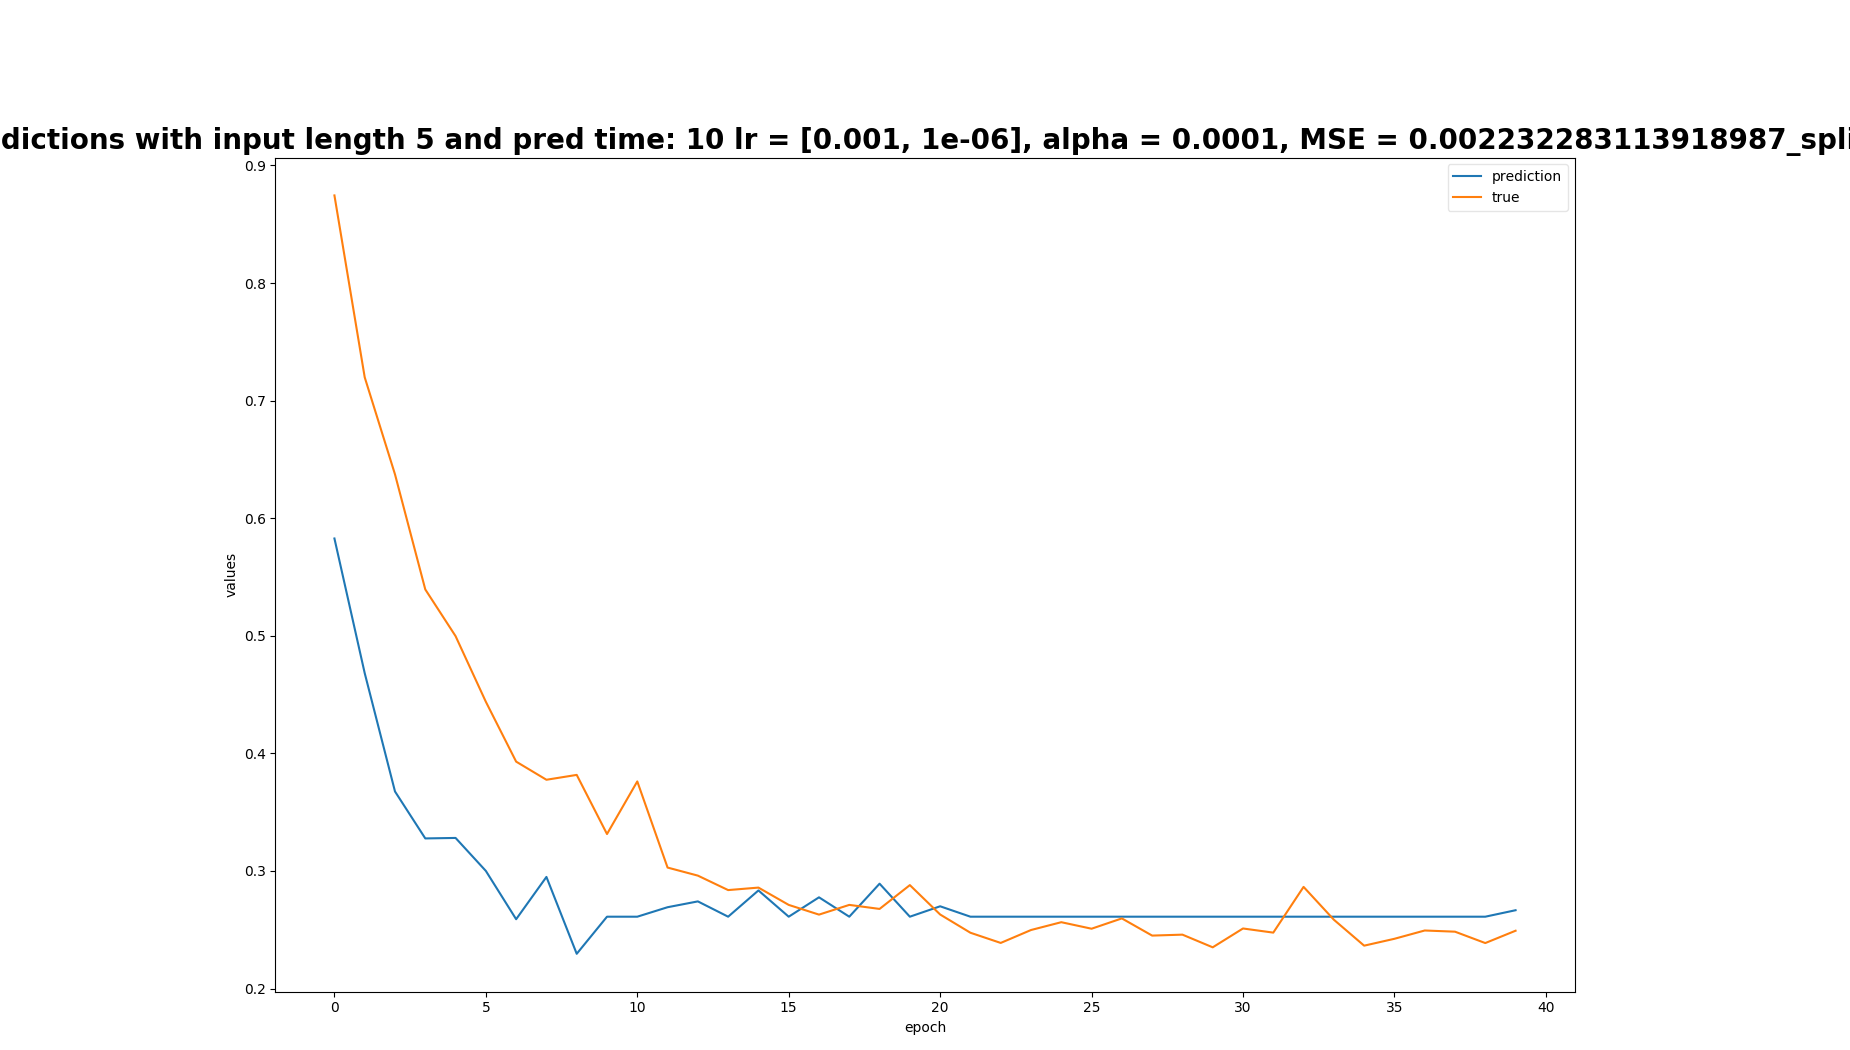 dictions with input length 5 and pred time: 10 lr = [0.001, 1e-06], alpha = 0.0001, MSE = 0.002232283113918987_spli
prediction
true
0.9
0.8
0.7
0.6
0.5
0.4
0.3
0.2
values
0 5 10 15 20 25 30 35 40
epoch